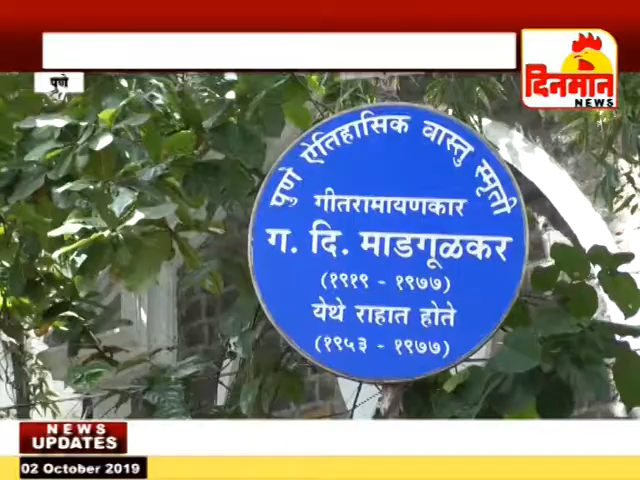 दिनमान
NEWS
पुणे
पुणे ऐतिहासिक वास्तु स्मृती
गीतरामायणकार
ग. दि. माडगूळकर
(१९१९ - १९७७)
येथे राहात होते
(१९५३ - १९७७)
NEWS
UPDATES
02 October 2019